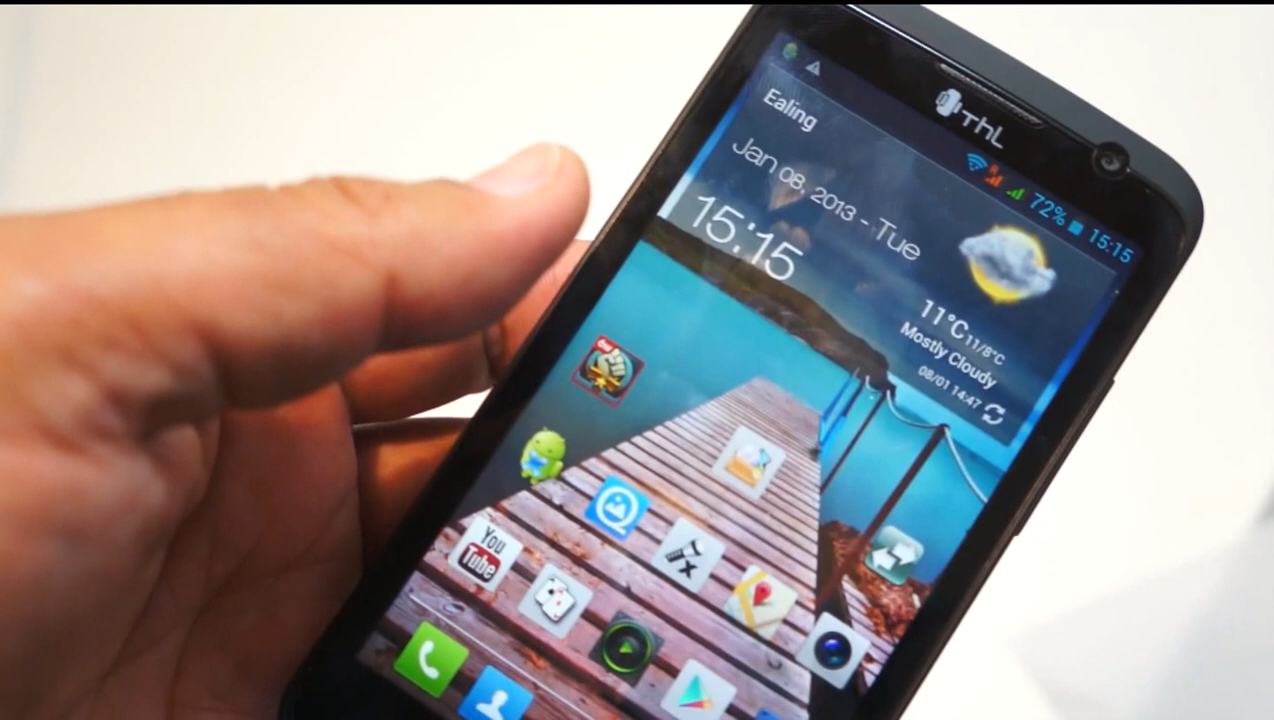 THL
R
72% 15:15
Ealing
Jan 08, 2013 - Tue
15:15
11°C 11/8°C
Mostly Cloudy
08/01 14:47
You
Tube